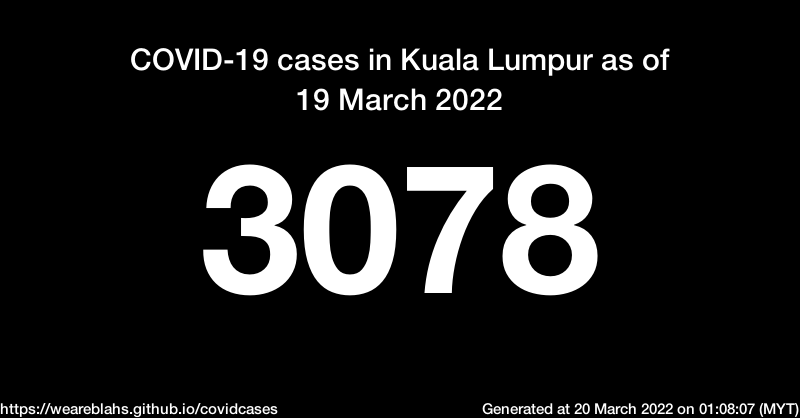 COVID-19 cases in Kuala Lumpur as of
19 March 2022
3078
https://weareblahs.github.io/covidcases
Generated at 20 March 2022 on 01:08:07 (MYT)